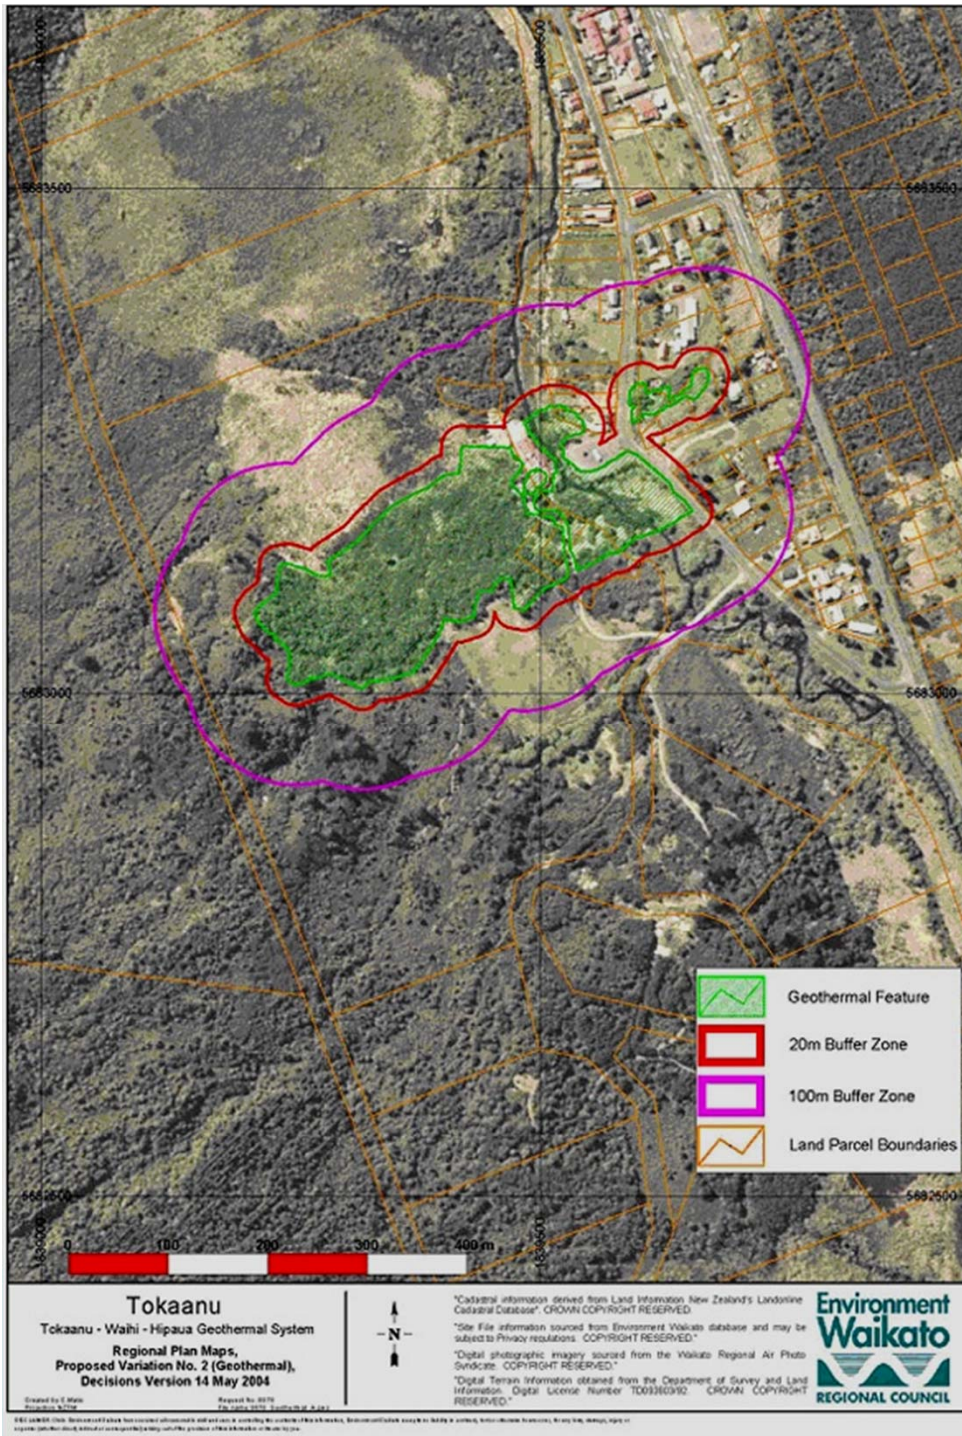 5683500
5683500
5683000
5683000
Geothermal Feature
20m Buffer Zone
100m Buffer Zone
Land Parcel Boundaries
5682500
5682500
0 100 200 300 400 m
Tokaanu
Tokaanu - Waihi - Hipaua Geothermal System
Regional Plan Maps,
Proposed Variation No. 2 (Geothermal),
Decisions Version 14 May 2004
N
"Cadastral information derived from Land Information New Zealand's Landonline
Cadastral Database". CROWN COPYRIGHT RESERVED.
"Site File information sourced from Environment Waikato database and may be
subject to Privacy regulations. COPYRIGHT RESERVED."
"Digital photographic imagery sourced from the Waikato Regional Air Photo
Syndicate. COPYRIGHT RESERVED."
"Digital Terrain Information obtained from the Department of Survey and Land
Information. Digital License Number CROWN COPYRIGHT
RESERVED."
Environment
Waikato
REGIONAL COUNCIL